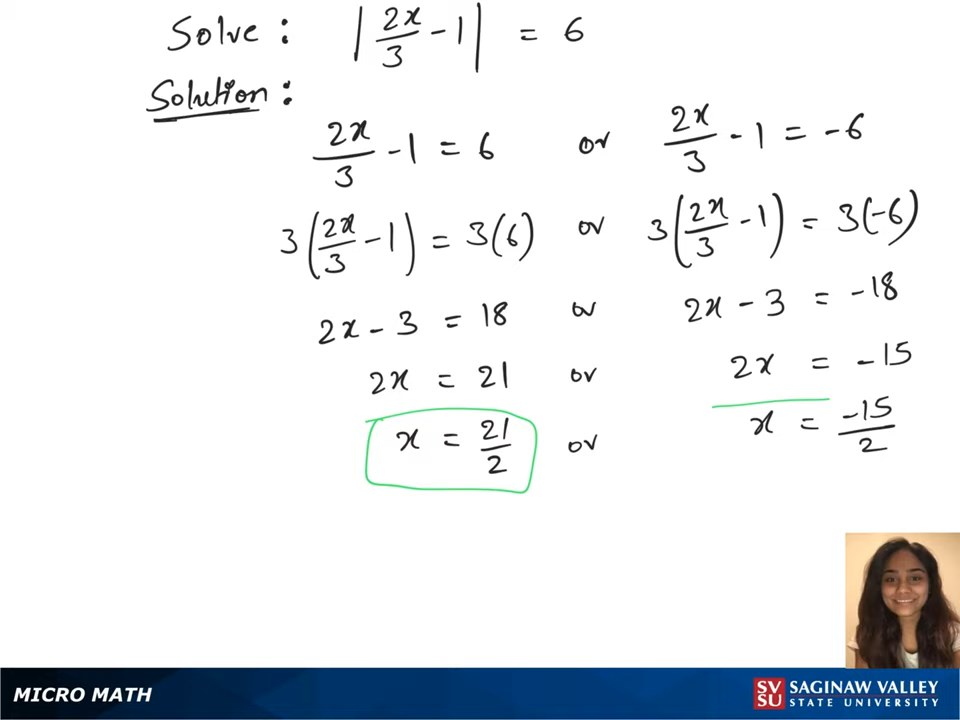 Solve : | 2x/3 - 1 | = 6
Solution :
2x/3 - 1 = 6 or 2x/3 - 1 = -6
3(2x/3 - 1) = 3(6) or 3(2x/3 - 1) = 3(-6)
2x - 3 = 18 or 2x - 3 = -18
2x = 21 or 2x = -15
x = 21/2 or x = -15/2
MICRO MATH
SVSU SAGINAW VALLEY
STATE UNIVERSITY